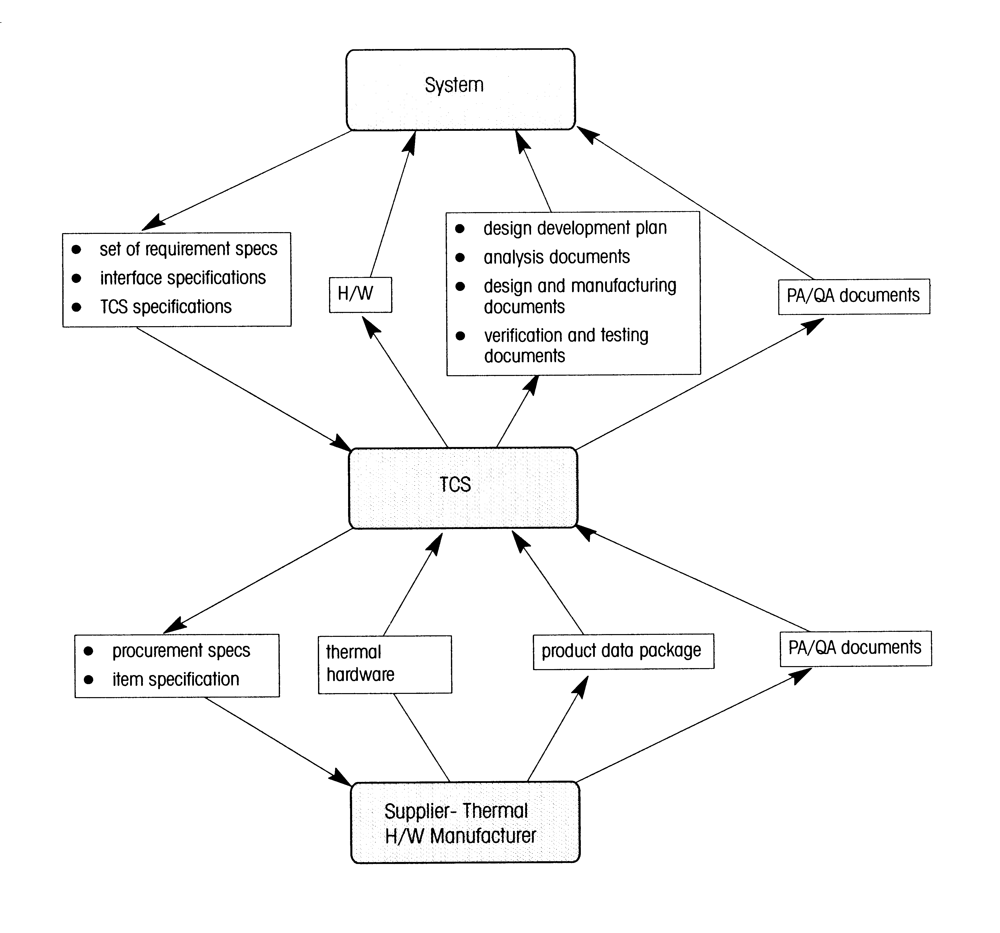 System
● set of requirement specs
● interface specifications
● TCS specifications
H/W
● design development plan
● analysis documents
● design and manufacturing
documents
● verification and testing
documents
PA/QA documents
TCS
● procurement specs
● item specification
thermal
hardware
product data package
PA/QA documents
Supplier- Thermal
H/W Manufacturer